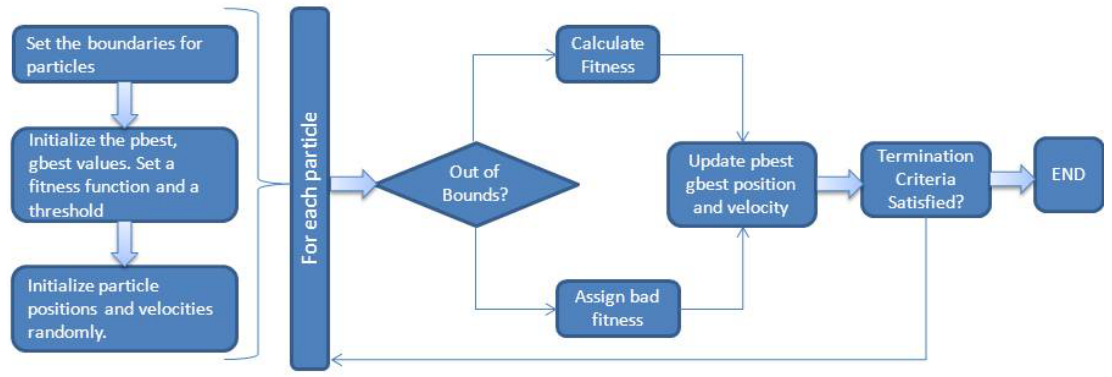 Set the boundaries for
particles
Initialize the pbest,
gbest values. Set a
fitness function and a
threshold
Initialize particle
positions and velocities
randomly.
For each particle
Out of
Bounds?
Calculate
Fitness
Assign bad
fitness
Update pbest
gbest position
and velocity
Termination
Criteria
Satisfied?
END